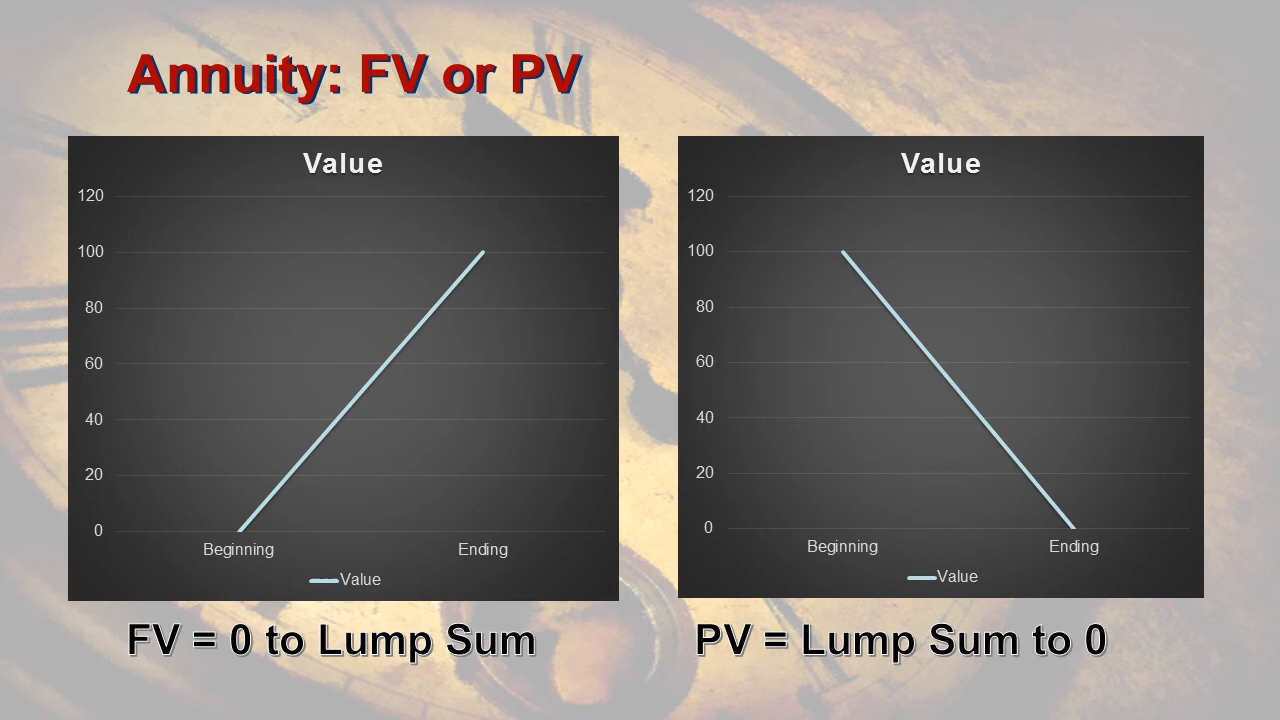 Annuity: FV or PV
Value
120
100
80
60
40
20
0
Beginning Ending
Value
FV = 0 to Lump Sum
Value
120
100
80
60
40
20
0
Beginning Ending
Value
PV = Lump Sum to 0